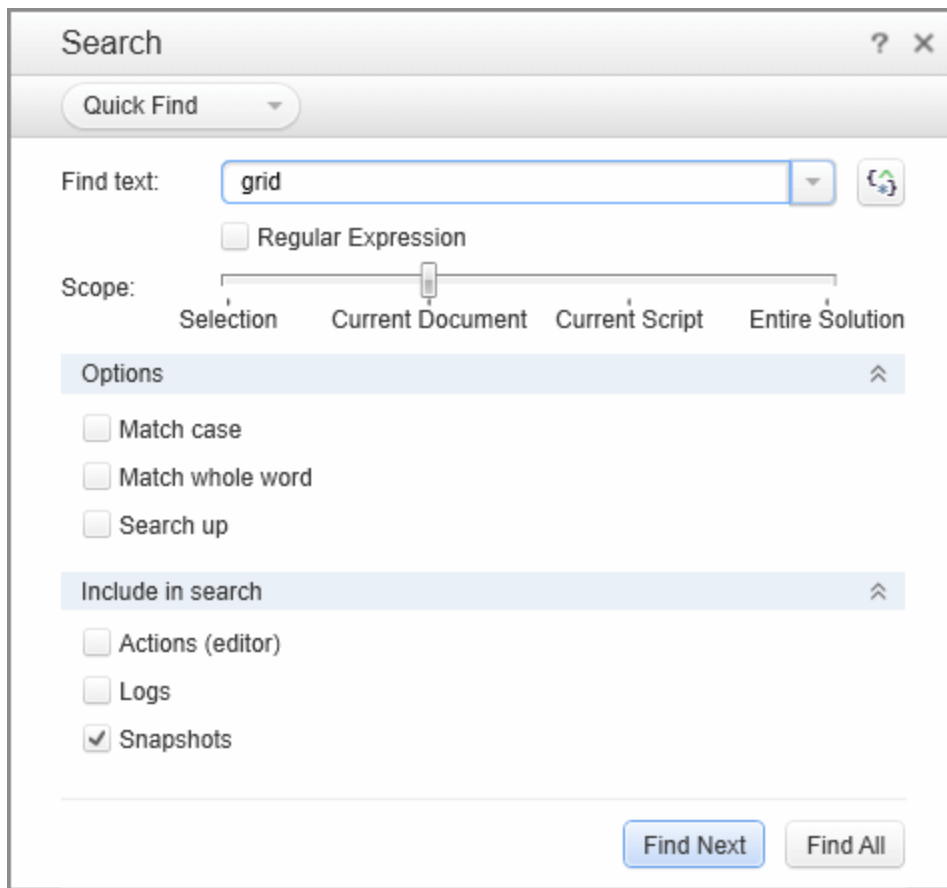 Search ?
Quick Find
Find text: grid
Regular Expression
Scope:
Selection Current Document Current Script Entire Solution
Options
Match case
Match whole word
Search up
Include in search
Actions (editor)
Logs
Snapshots
Find Next Find All